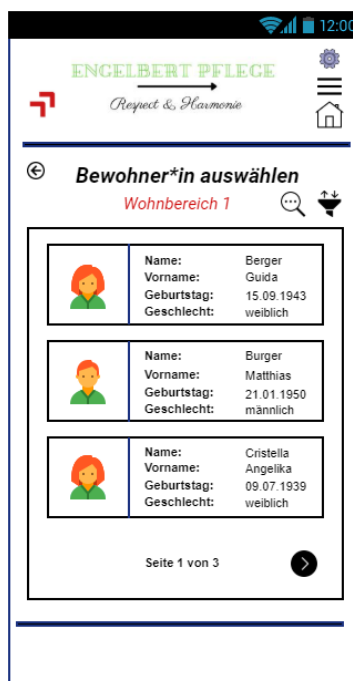 12:00
ENGELBERT PFLEGE
Respect & Harmonie
Bewohner*in auswählen
Wohnbereich 1
Name: Berger
Vorname: Guida
Geburtstag: 15.09.1943
Geschlecht: weiblich
Name: Burger
Vorname: Matthias
Geburtstag: 21.01.1950
Geschlecht: männlich
Name: Cristella
Vorname: Angelika
Geburtstag: 09.07.1939
Geschlecht: weiblich
Seite 1 von 3